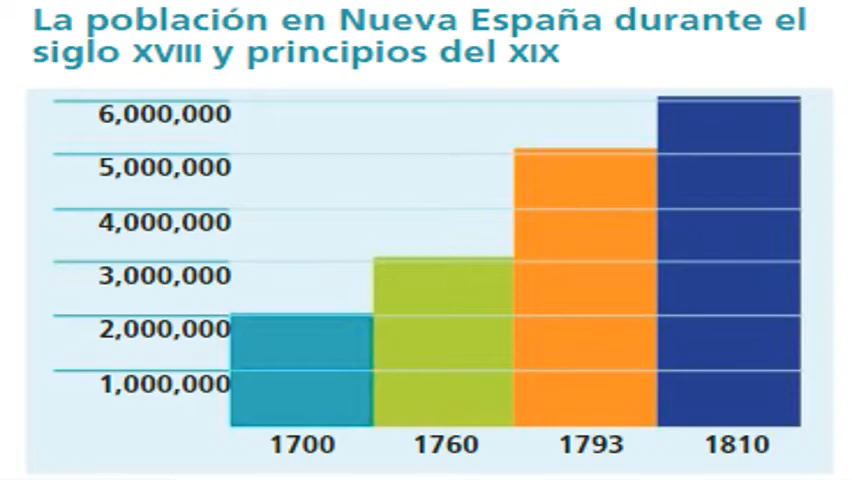 La población en Nueva España durante el
siglo XVIII y principios del XIX
6,000,000
5,000,000
4,000,000
3,000,000
2,000,000
1,000,000
1700 1760 1793 1810